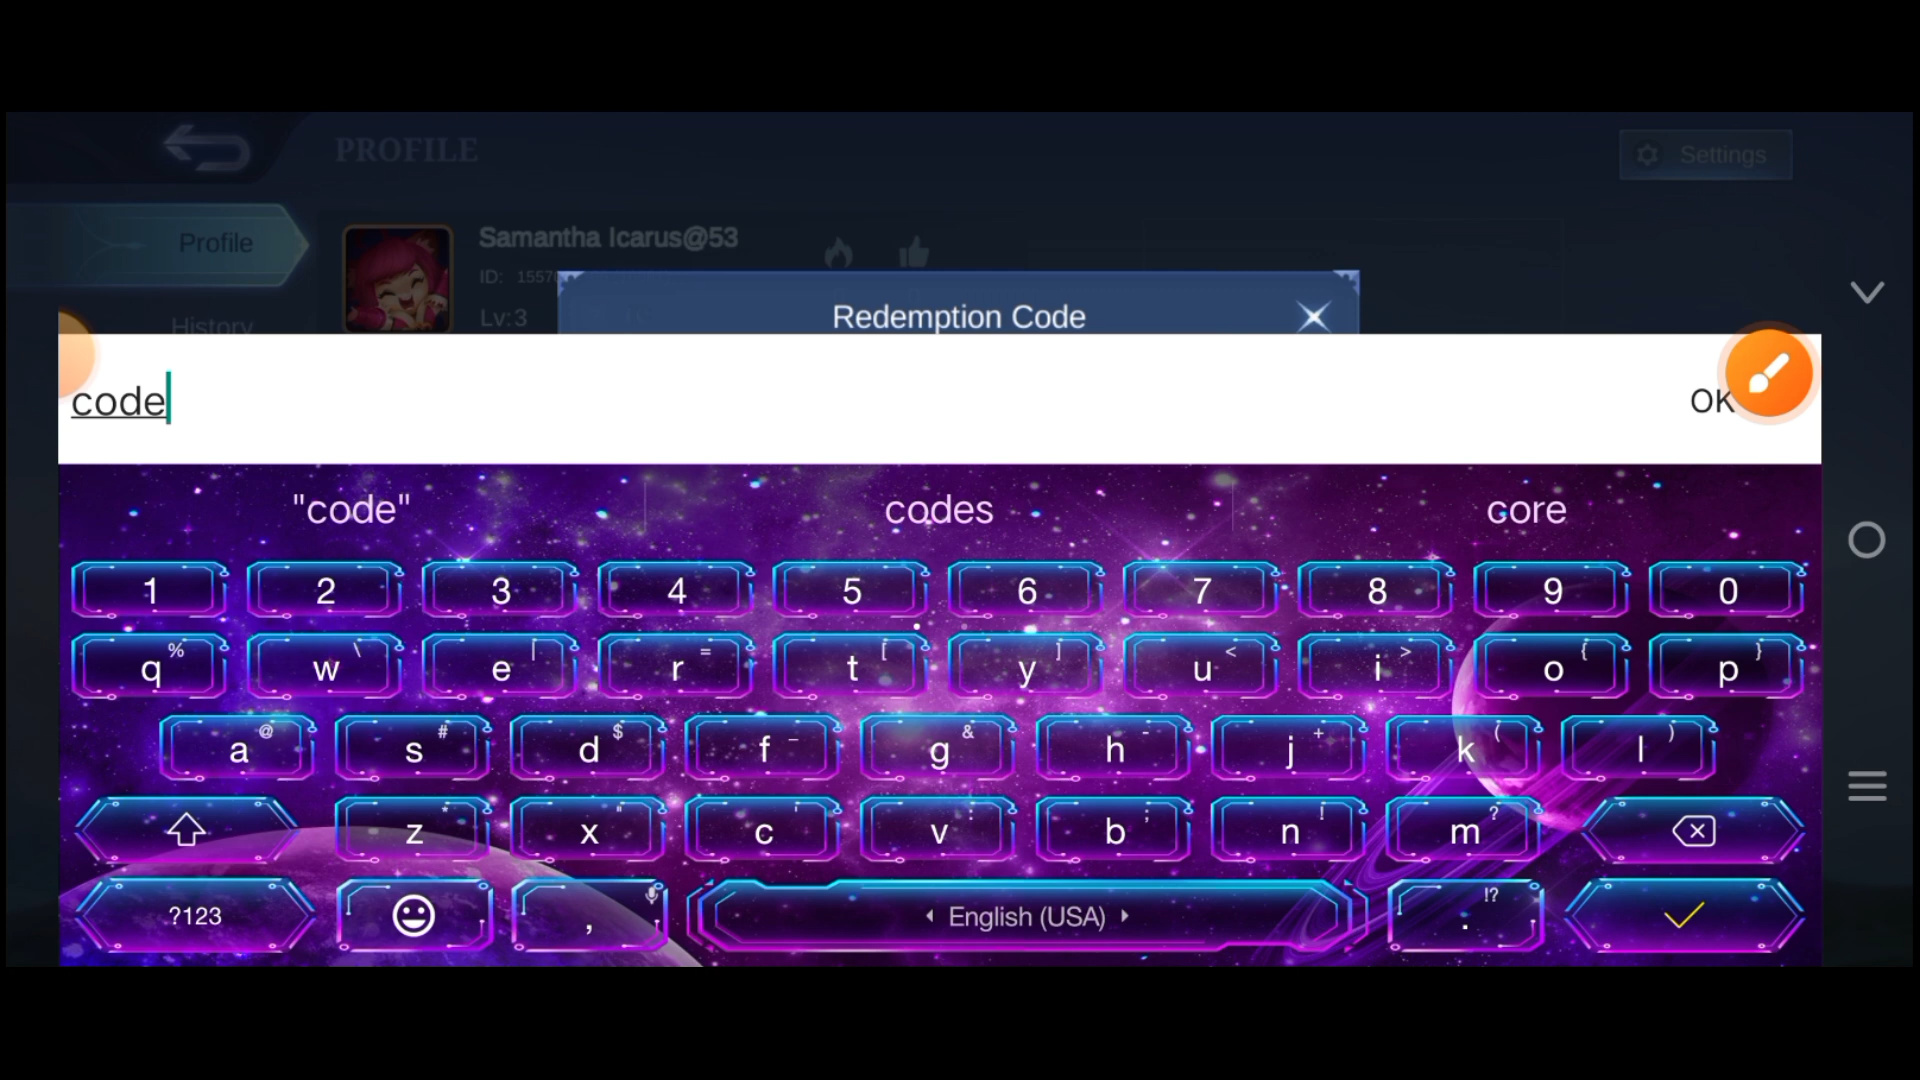 PROFILE
Settings
Profile
Samantha Icarus@53
ID: 1557
History
Lv:3
Redemption Code
code
OK
"code" codes core
1 2 3 4 5 6 7 8 9 0
q % w \ e | r = t [ y ] u < i > o { p }
a @ s # d $ f _ g & h - j + k ( l )
z * x " c ' v : b ; n ! m ?
?123 , English (USA) . !?